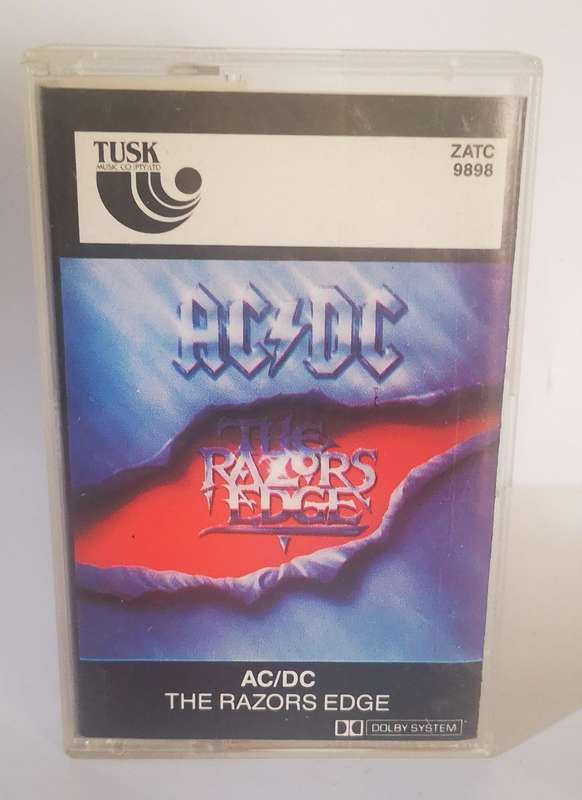 TUSK
MUSIC CO (PTY) LTD
ZATC
9898
AC/DC
THE
RAZORS
EDGE
AC/DC
THE RAZORS EDGE
DOLBY SYSTEM